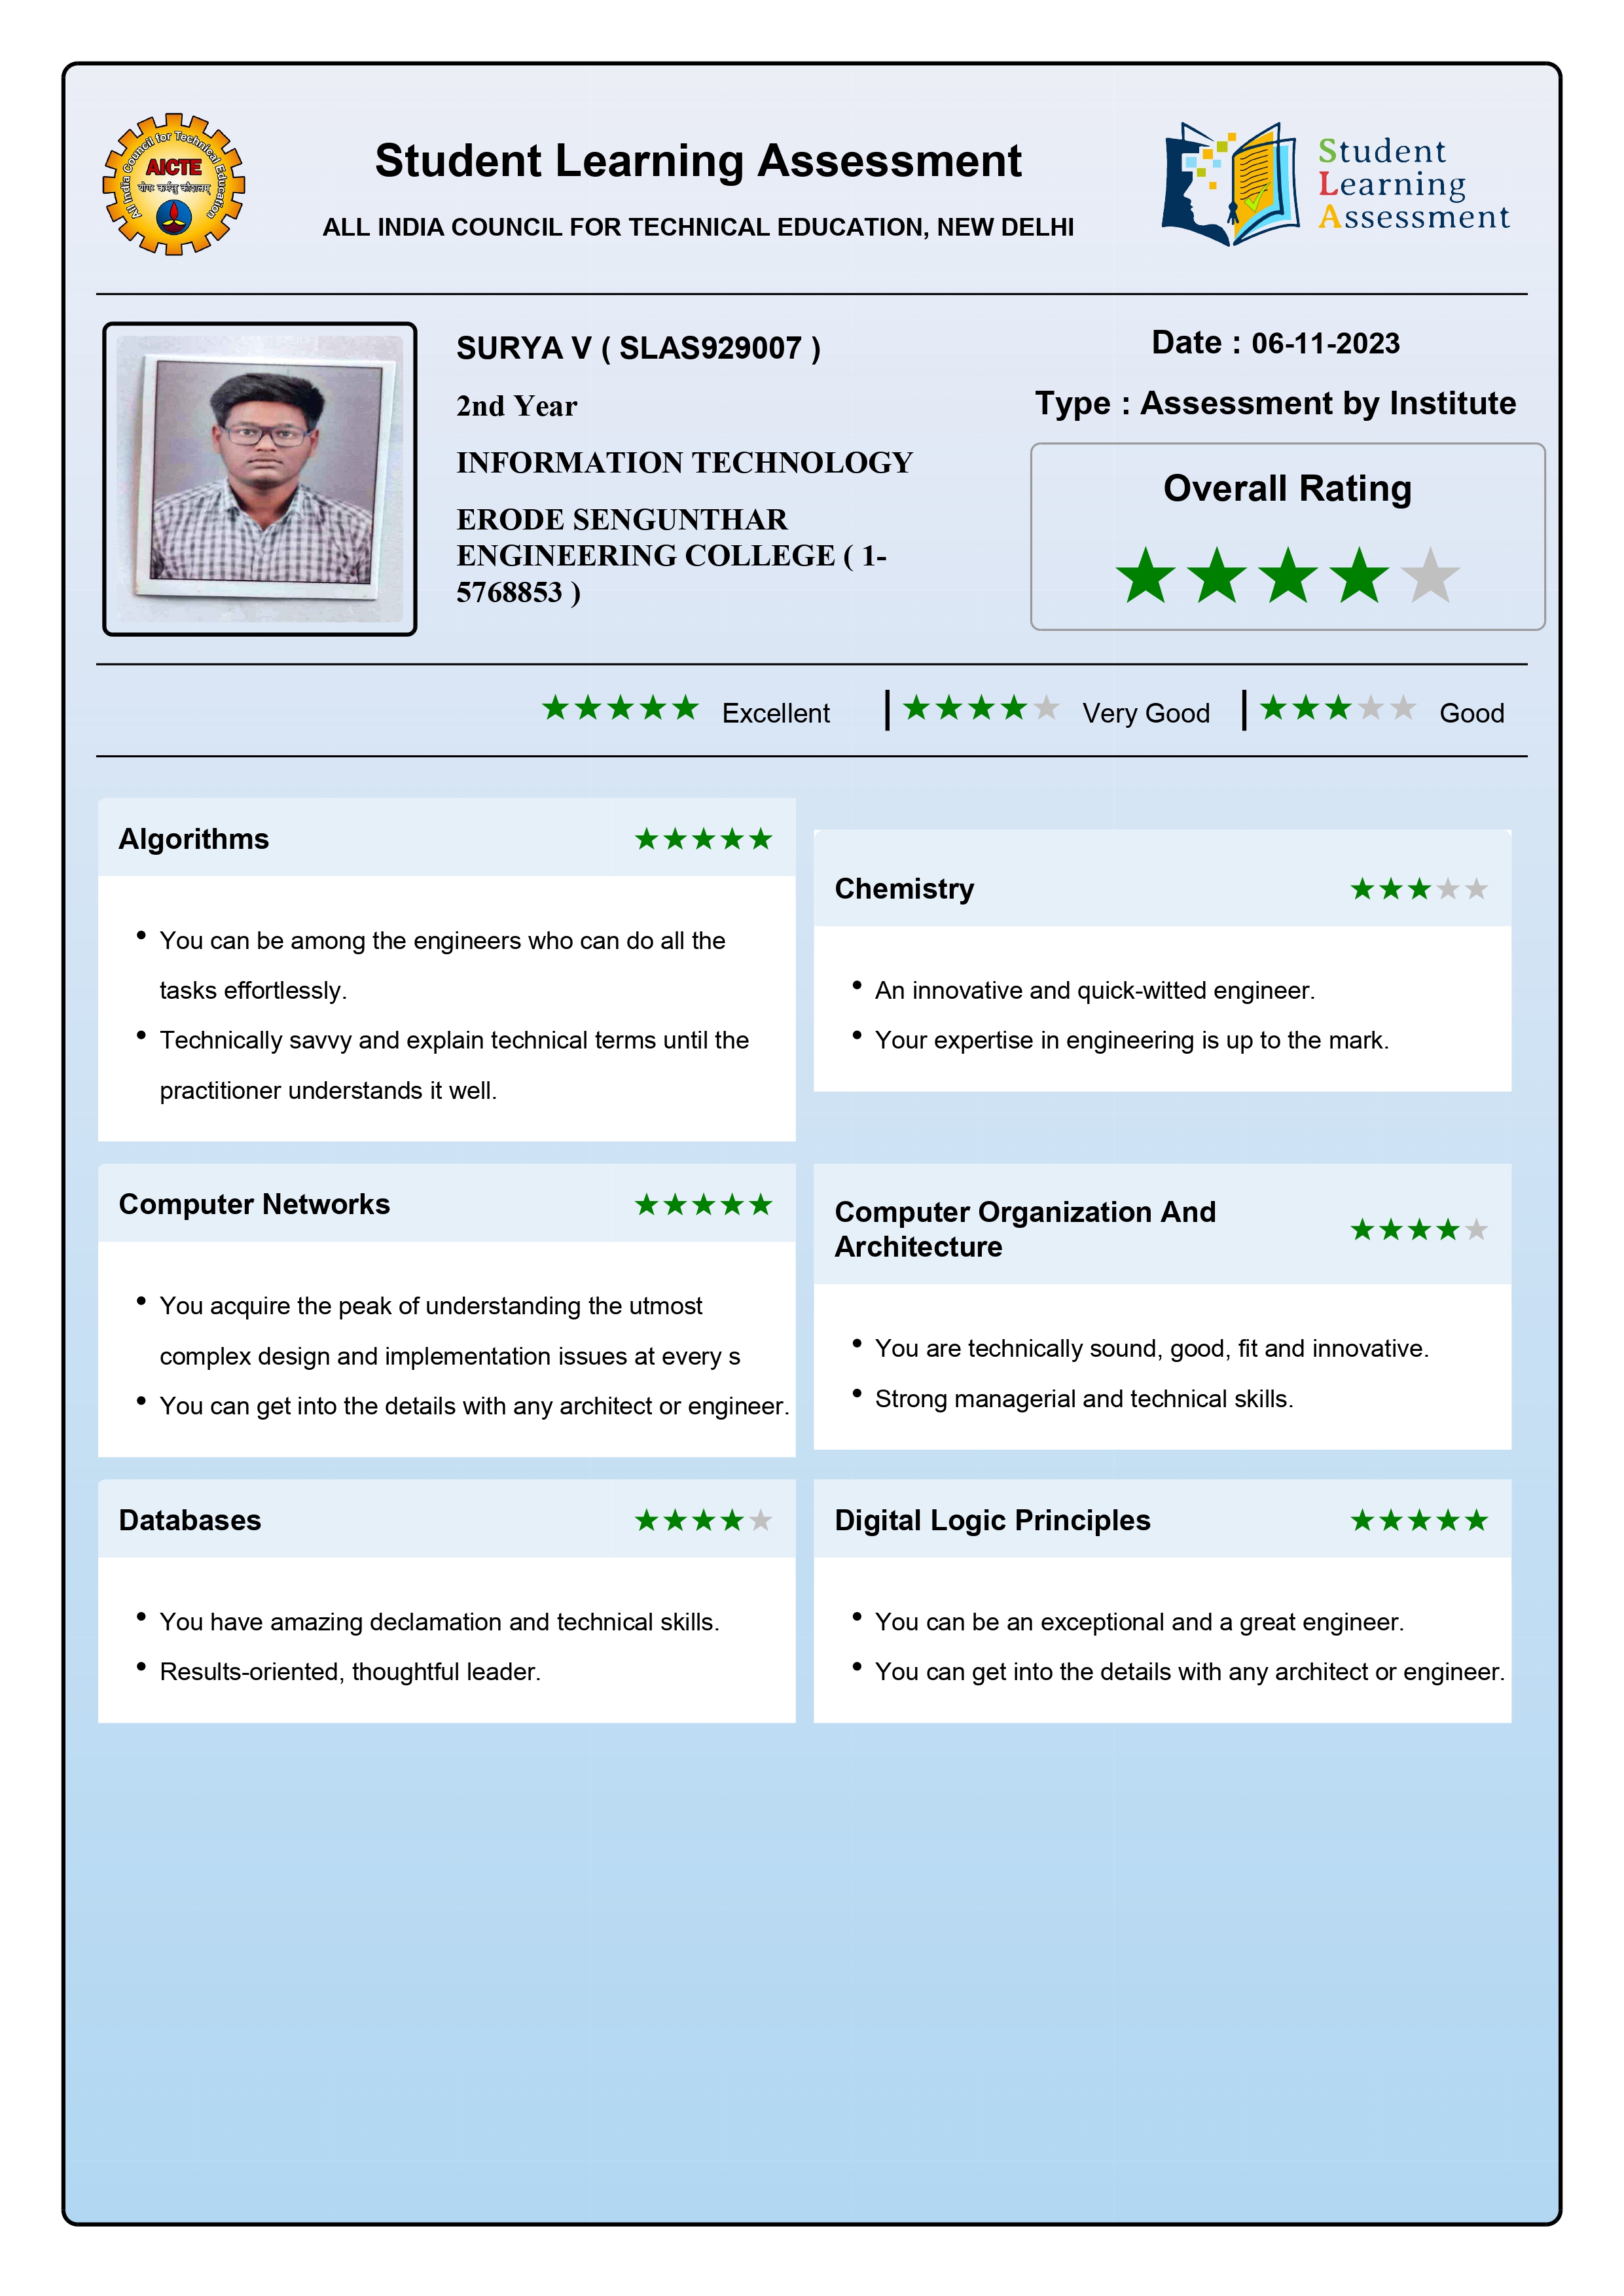 All India Council for Technical Education
AICTE
योगः कर्मसु कौशलम्
Student Learning Assessment
ALL INDIA COUNCIL FOR TECHNICAL EDUCATION, NEW DELHI
Student
Learning
Assessment
SURYA V ( SLAS929007 )
2nd Year
INFORMATION TECHNOLOGY
ERODE SENGUNTHAR
ENGINEERING COLLEGE ( 1-
5768853 )
Date : 06-11-2023
Type : Assessment by Institute
Overall Rating
Excellent
Very Good
Good
Algorithms
You can be among the engineers who can do all the
tasks effortlessly.
Technically savvy and explain technical terms until the
practitioner understands it well.
Chemistry
An innovative and quick-witted engineer.
Your expertise in engineering is up to the mark.
Computer Networks
You acquire the peak of understanding the utmost
complex design and implementation issues at every s
You can get into the details with any architect or engineer.
Computer Organization And
Architecture
You are technically sound, good, fit and innovative.
Strong managerial and technical skills.
Databases
You have amazing declamation and technical skills.
Results-oriented, thoughtful leader.
Digital Logic Principles
You can be an exceptional and a great engineer.
You can get into the details with any architect or engineer.